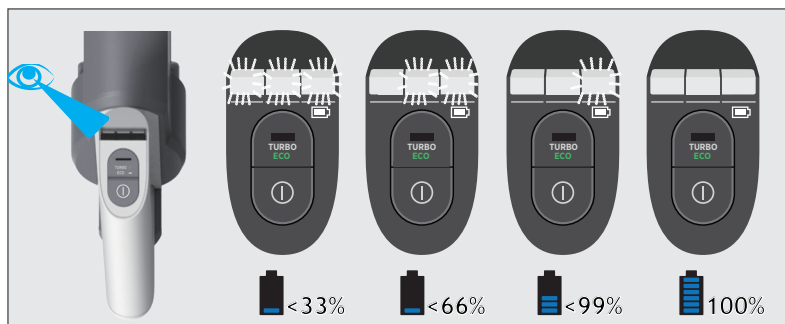 TURBO
ECO
TURBO
ECO
TURBO
ECO
TURBO
ECO
TURBO
ECO
<33%
<66%
<99%
100%